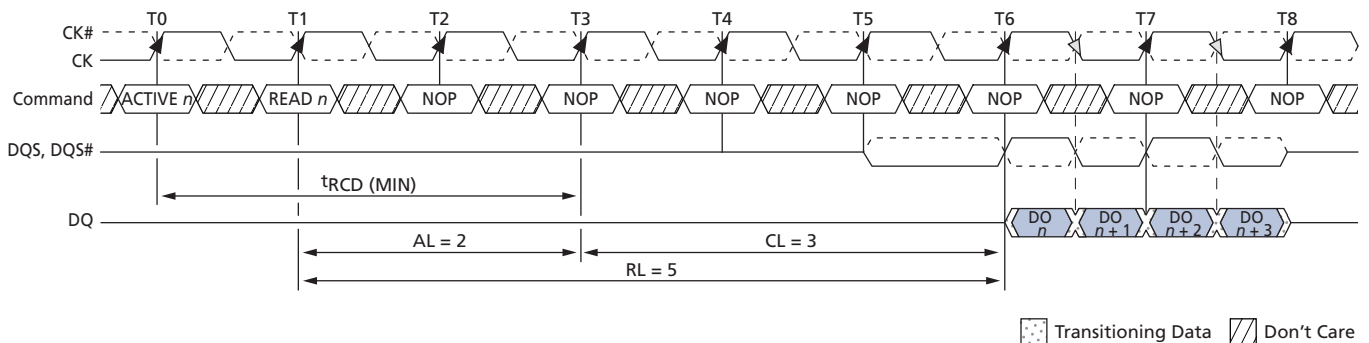 T0 T1 T2 T3 T4 T5 T6 T7 T8
CK#
CK
Command ACTIVE n READ n NOP NOP NOP NOP NOP NOP NOP
DQS, DQS#
tRCD (MIN)
DQ DO n DO n + 1 DO n + 2 DO n + 3
AL = 2 CL = 3
RL = 5
Transitioning Data Don't Care